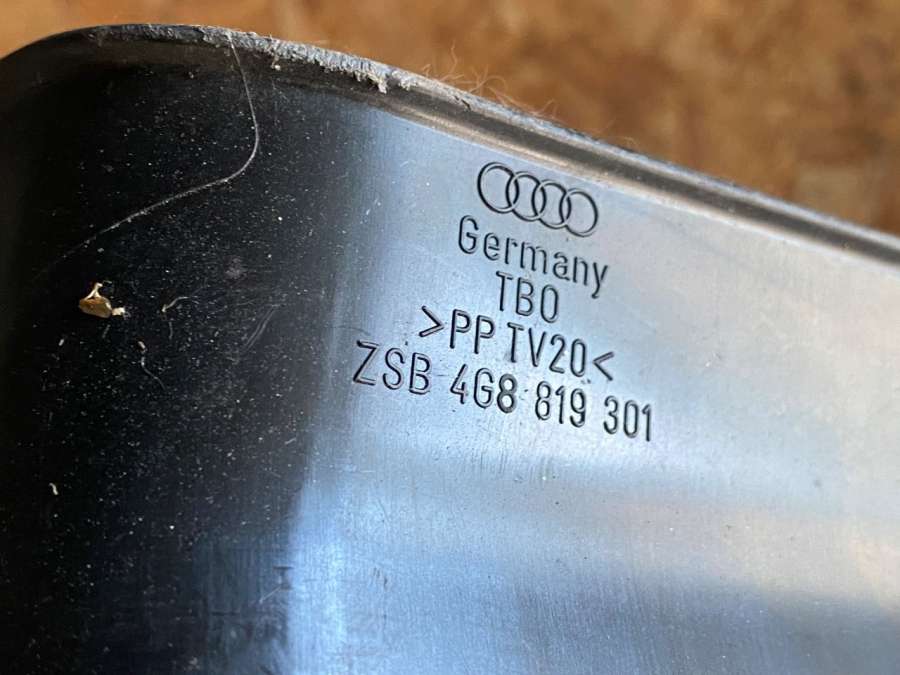 Germany
TBO
>PP TV20<
ZSB 4G8 819 301